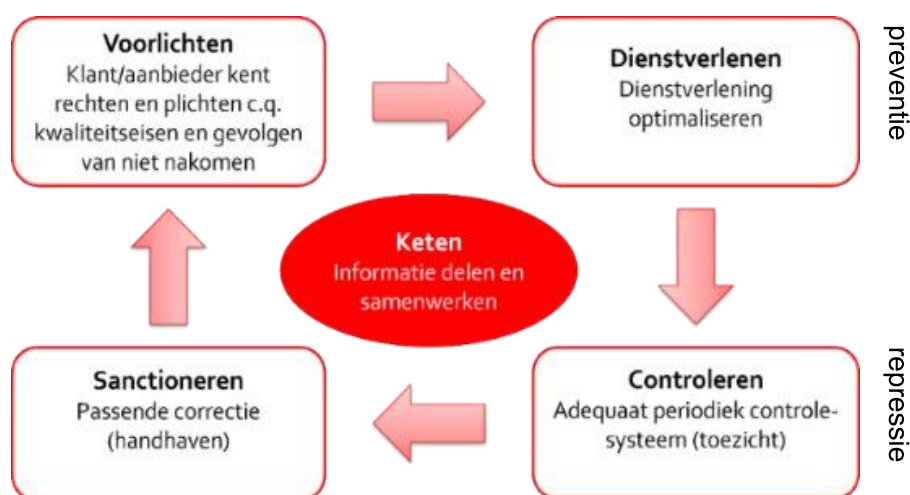 Voorlichten
Klant/aanbieder kent
rechten en plichten c.q.
kwaliteitseisen en gevolgen
van niet nakomen
Dienstverlenen
Dienstverlening
optimaliseren
preventie
Keten
Informatie delen en
samenwerken
Sanctioneren
Passende correctie
(handhaven)
Controleren
Adequaat periodiek controle-
systeem (toezicht)
repressie